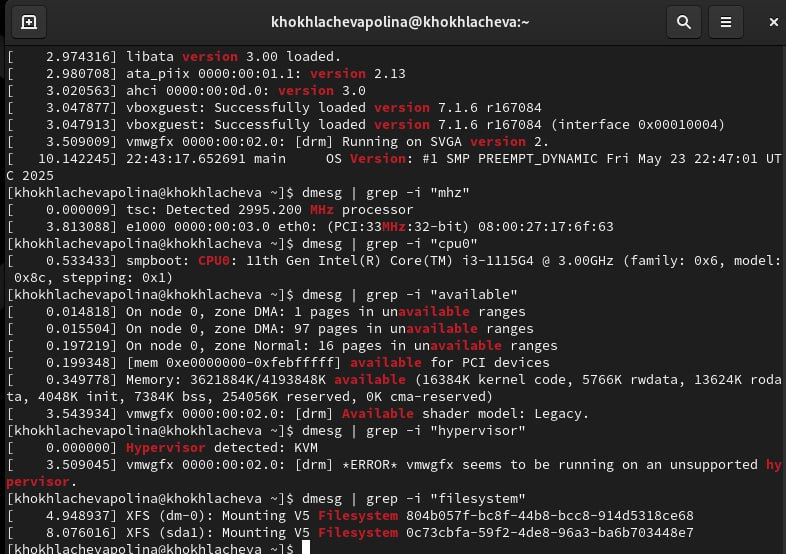 khokhlachevapolina@khokhlacheva:~
[    2.974316] libata version 3.00 loaded.
[    2.980708] ata_piix 0000:00:01.1: version 2.13
[    3.020563] ahci 0000:00:0d.0: version 3.0
[    3.047877] vboxguest: Successfully loaded version 7.1.6 r167084
[    3.047913] vboxguest: Successfully loaded version 7.1.6 r167084 (interface 0x00010004)
[    3.509009] vmwgfx 0000:00:02.0: [drm] Running on SVGA version 2.
[   10.142245] 22:43:17.652691 main     OS Version: #1 SMP PREEMPT_DYNAMIC Fri May 23 22:47:01 UT
C 2025
[khokhlachevapolina@khokhlacheva ~]$ dmesg | grep -i "mhz"
[    0.000009] tsc: Detected 2995.200 MHz processor
[    3.813088] e1000 0000:00:03.0 eth0: (PCI:33MHz:32-bit) 08:00:27:17:6f:63
[khokhlachevapolina@khokhlacheva ~]$ dmesg | grep -i "cpu0"
[    0.533433] smpboot: CPU0: 11th Gen Intel(R) Core(TM) i3-1115G4 @ 3.00GHz (family: 0x6, model:
 0x8c, stepping: 0x1)
[khokhlachevapolina@khokhlacheva ~]$ dmesg | grep -i "available"
[    0.014818] On node 0, zone DMA: 1 pages in unavailable ranges
[    0.015504] On node 0, zone DMA: 97 pages in unavailable ranges
[    0.197219] On node 0, zone Normal: 16 pages in unavailable ranges
[    0.199348] [mem 0xe0000000-0xfebfffff] available for PCI devices
[    0.349778] Memory: 3621884K/4193848K available (16384K kernel code, 5766K rwdata, 13624K roda
ta, 4048K init, 7384K bss, 254056K reserved, 0K cma-reserved)
[    3.543934] vmwgfx 0000:00:02.0: [drm] Available shader model: Legacy.
[khokhlachevapolina@khokhlacheva ~]$ dmesg | grep -i "hypervisor"
[    0.000000] Hypervisor detected: KVM
[    3.509045] vmwgfx 0000:00:02.0: [drm] *ERROR* vmwgfx seems to be running on an unsupported hy
pervisor.
[khokhlachevapolina@khokhlacheva ~]$ dmesg | grep -i "filesystem"
[    4.948937] XFS (dm-0): Mounting V5 Filesystem 804b057f-bc8f-44b8-bcc8-914d5318ce68
[    8.076016] XFS (sda1): Mounting V5 Filesystem 0c73cbfa-59f2-4de8-96a3-ba6b703448e7
[khokhlachevapolina@khokhlacheva ~]$